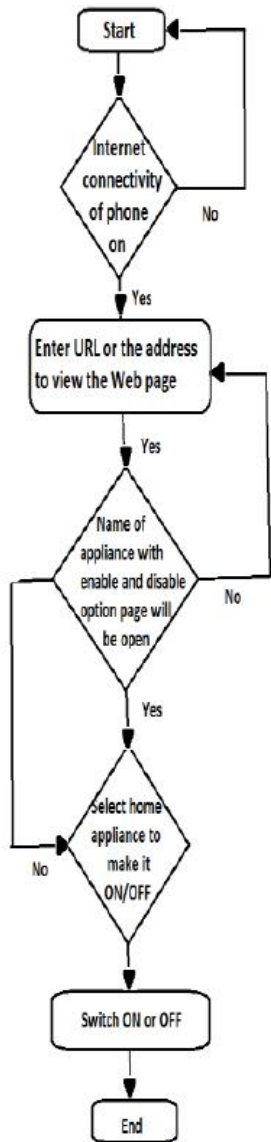 Start
Internet
connectivity
of phone
on
No
Yes
Enter URL or the address
to view the Web page
Yes
Name of
appliance with
enable and disable
option page will
be open
No
Yes
Select home
appliance to
make it
ON/OFF
No
Switch ON or OFF
End